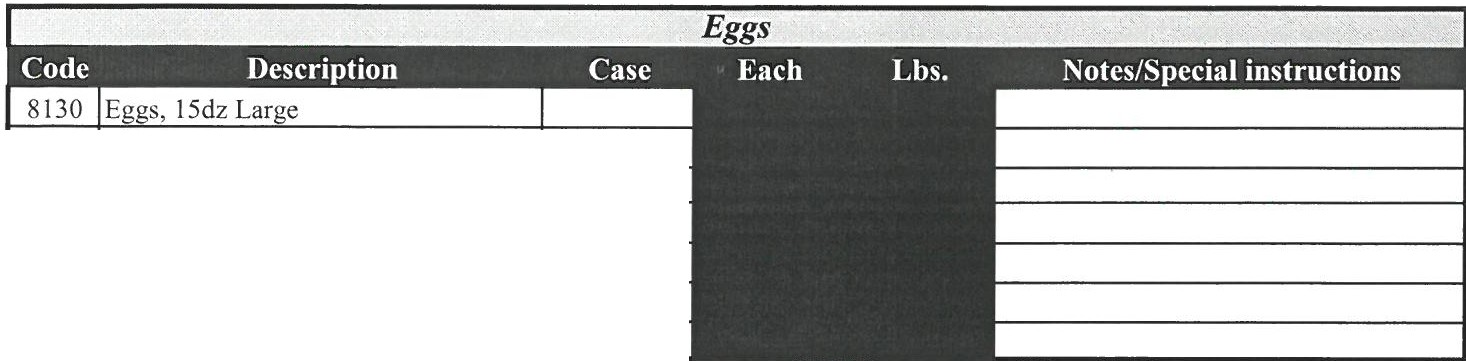 Eggs
Code Description Case Each Lbs. Notes/Special instructions
8130 Eggs, 15dz Large